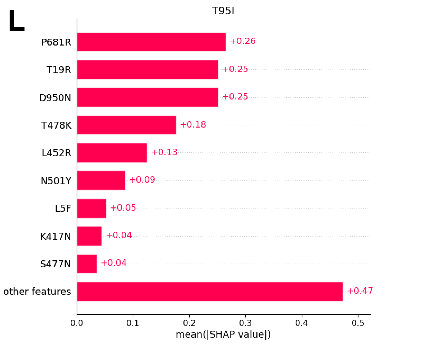 L
T95I
P681R +0.26
T19R +0.25
D950N +0.25
T478K +0.18
L452R +0.13
N501Y +0.09
L5F +0.05
K417N +0.04
S477N +0.04
other features +0.47
0.0 0.1 0.2 0.3 0.4 0.5
mean(|SHAP value|)